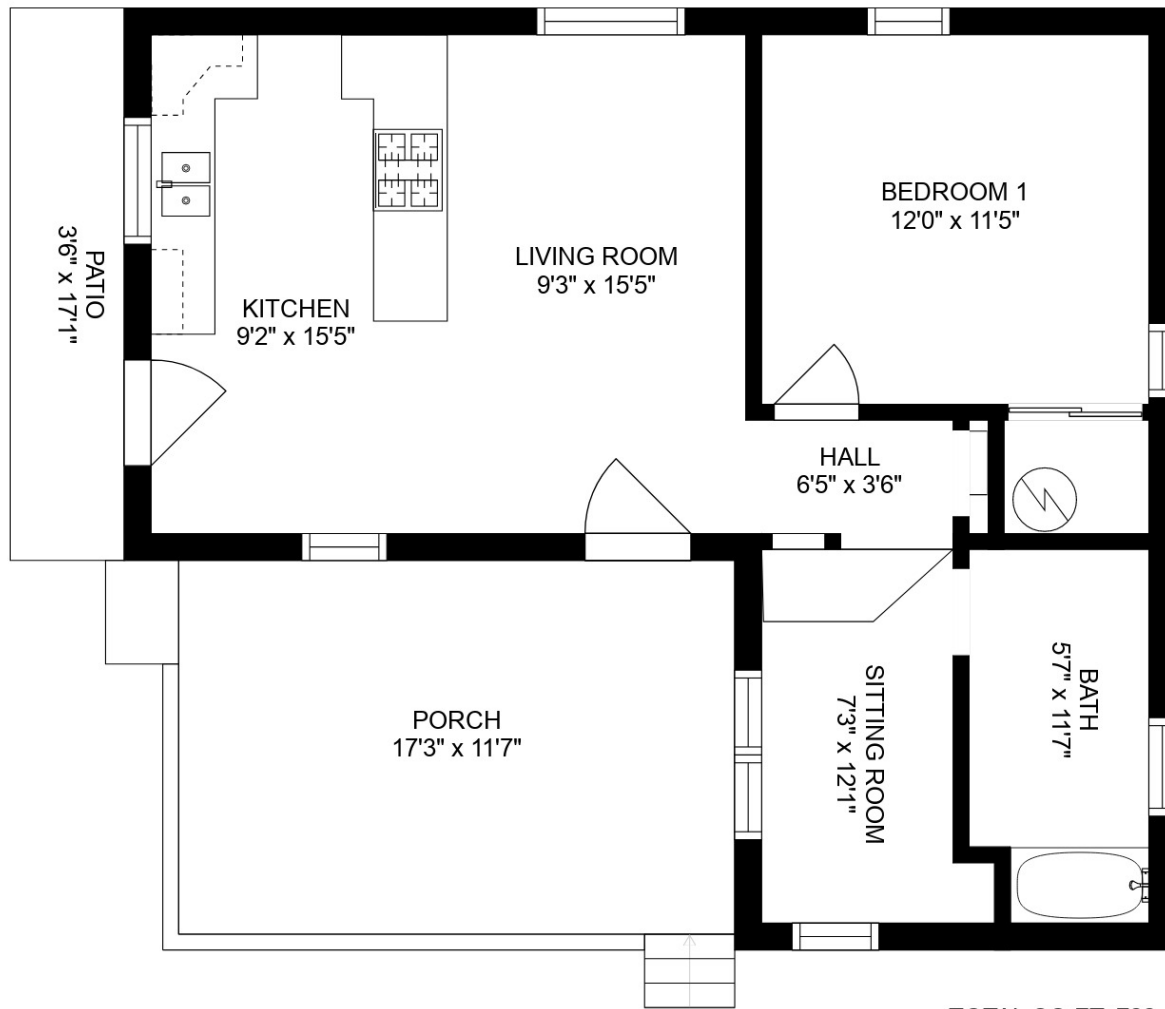 BEDROOM 1
12'0" x 11'5"
LIVING ROOM
9'3" x 15'5"
PATIO
3'6" x 17'1"
KITCHEN
9'2" x 15'5"
HALL
6'5" x 3'6"
SITTING ROOM
7'3" x 12'1"
BATH
5'7" x 11'7"
PORCH
17'3" x 11'7"